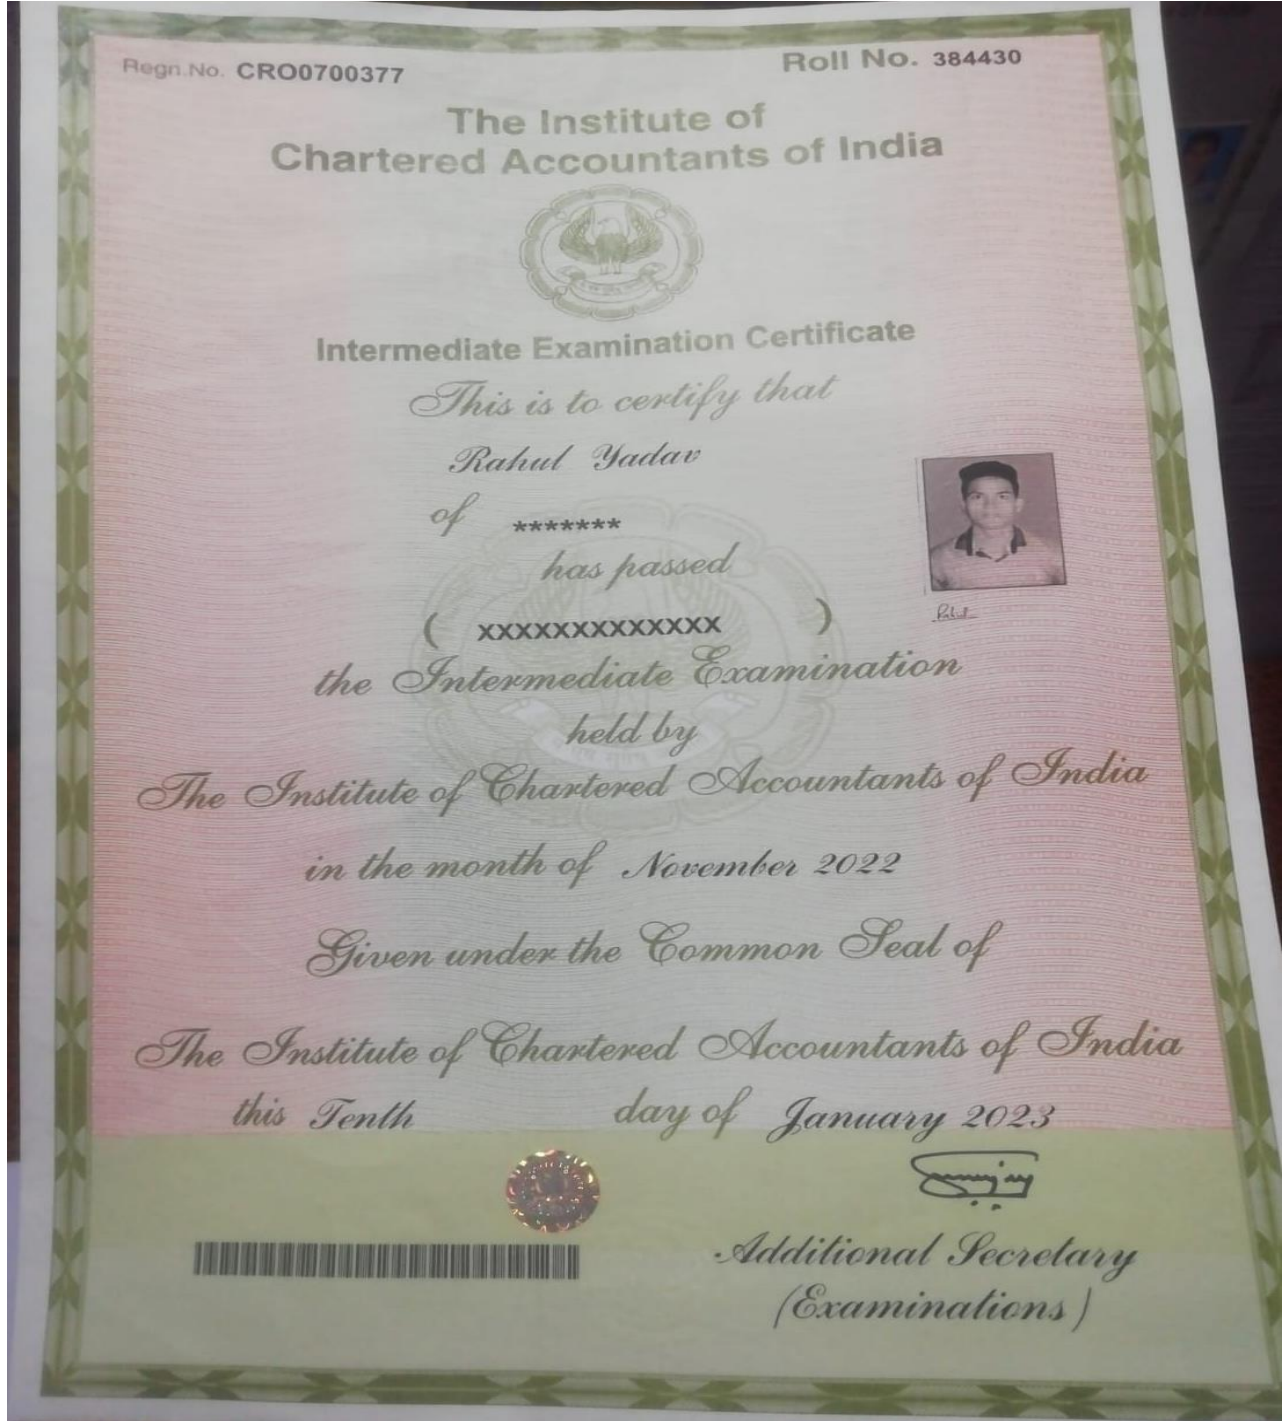 Regn.No. CRO0700377
Roll No. 384430
The Institute of
Chartered Accountants of India
Intermediate Examination Certificate
This is to certify that
Rahul Yadav
of *******
has passed
( XXXXXXXXXXXXX )
the Intermediate Examination
held by
The Institute of Chartered Accountants of India
in the month of November 2022
Given under the Common Seal of
The Institute of Chartered Accountants of India
this Tenth day of January 2023
Additional Secretary
(Examinations)